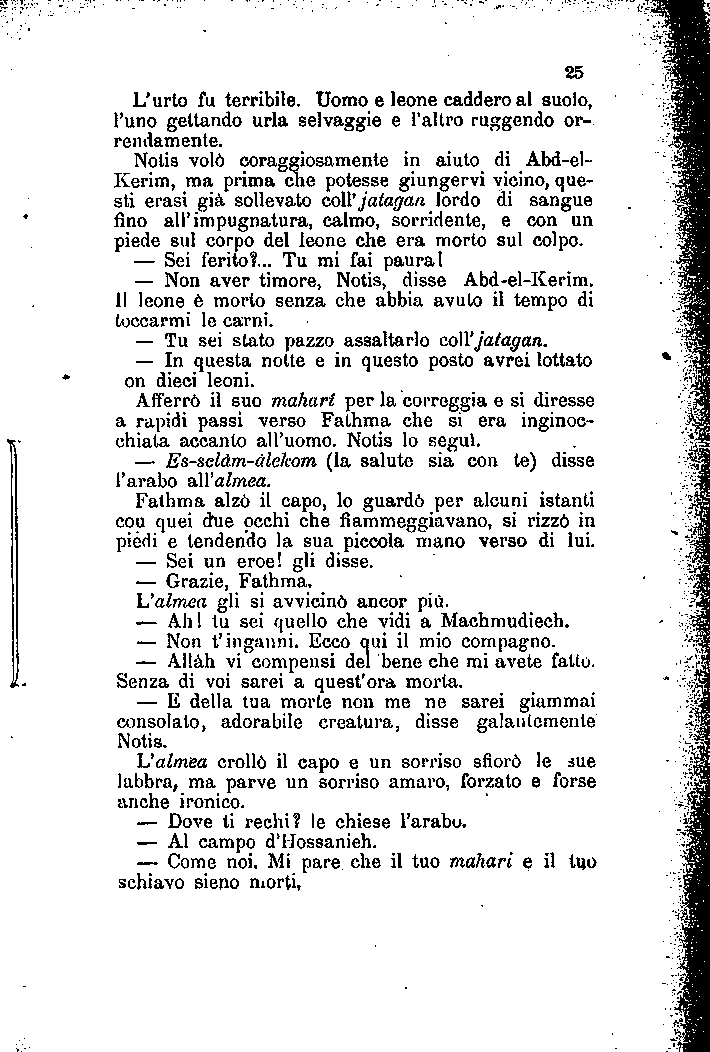 25
L'urto fu terribile. Uomo e leone caddero al suolo,
l'uno gettando urla selvaggie e l'altro ruggendo or-
rendamente.
Notis volò coraggiosamente in aiuto di Abd-el-
Kerim, ma prima che potesse giungervi vicino, que-
sti erasi già sollevato coll'jatagan lordo di sangue
fino all'impugnatura, calmo, sorridente, e con un
piede sul corpo del leone che era morto sul colpo.
— Sei ferito?... Tu mi fai paura!
— Non aver timore, Notis, disse Abd-el-Kerim.
Il leone è morto senza che abbia avuto il tempo di
toccarmi le carni.
— Tu sei stato pazzo assaltarlo coll'jatagan.
— In questa notte e in questo posto avrei lottato
on dieci leoni.
Afferrò il suo mahari per la correggia e si diresse
a rapidi passi verso Fathma che si era inginoc-
chiata accanto all'uomo. Notis lo seguì.
— Es-selàm-àlekom (la salute sia con te) disse
l'arabo all'almea.
Fathma alzò il capo, lo guardò per alcuni istanti
con quei due occhi che fiammeggiavano, si rizzò in
piedi e tendendo la sua piccola mano verso di lui.
— Sei un eroe! gli disse.
— Grazie, Fathma.
L'almea gli si avvicinò ancor più.
— Ah! tu sei quello che vidi a Machmudiech.
— Non t'inganni. Ecco qui il mio compagno.
— Allàh vi compensi del bene che mi avete fatto.
Senza di voi sarei a quest'ora morta.
— E della tua morte non me ne sarei giammai
consolato, adorabile creatura, disse galantemente
Notis.
L'almea crollò il capo e un sorriso sfiorò le sue
labbra, ma parve un sorriso amaro, forzato e forse
anche ironico.
— Dove ti rechi? le chiese l'arabo.
— Al campo d'Hossanieh.
— Come noi. Mi pare che il tuo mahari e il tuo
schiavo sieno morti,